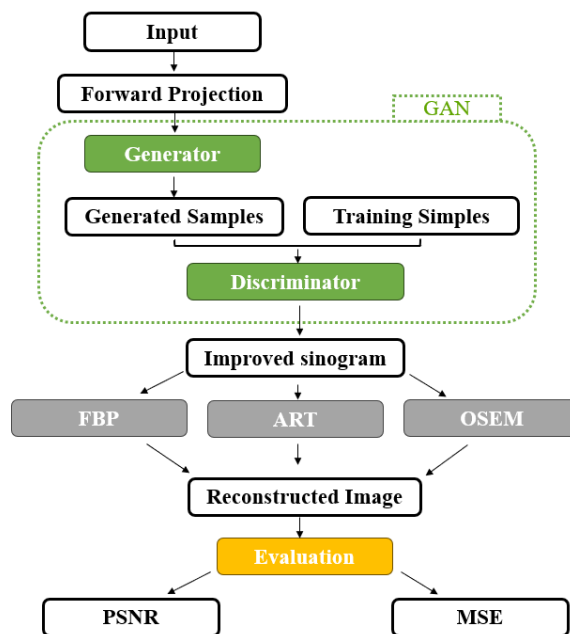 Input
Forward Projection
GAN
Generator
Generated Samples
Training Simples
Discriminator
Improved sinogram
FBP
ART
OSEM
Reconstructed Image
Evaluation
PSNR
MSE